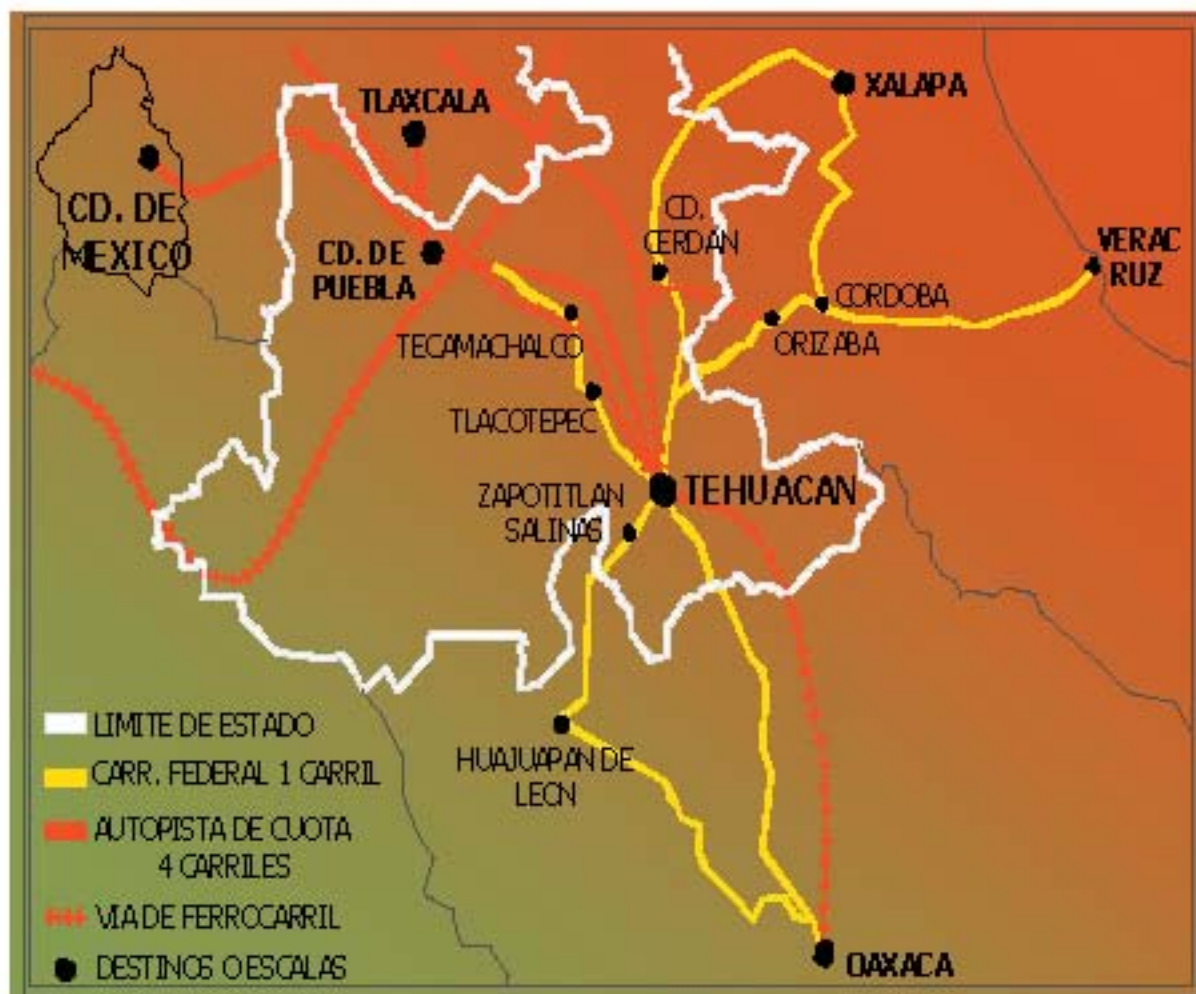 TLAXCALA
XALAPA
CD. DE
MEXICO
CD. DE
PUEBLA
CD.
CERDAN
VERAC
RUZ
CORDOBA
ORIZABA
TECAMACHALCO
TLACOTEPEC
ZAPOTITLAN
SALINAS
TEHUACAN
HUAJUAPAN DE
LECN
OAXACA
LIMITE DE ESTADO
CARR. FEDERAL 1 CARRIL
AUTOPISTA DE CUOTA
4 CARRILES
VIA DE FERROCARRIL
DESTINOS O ESCALAS